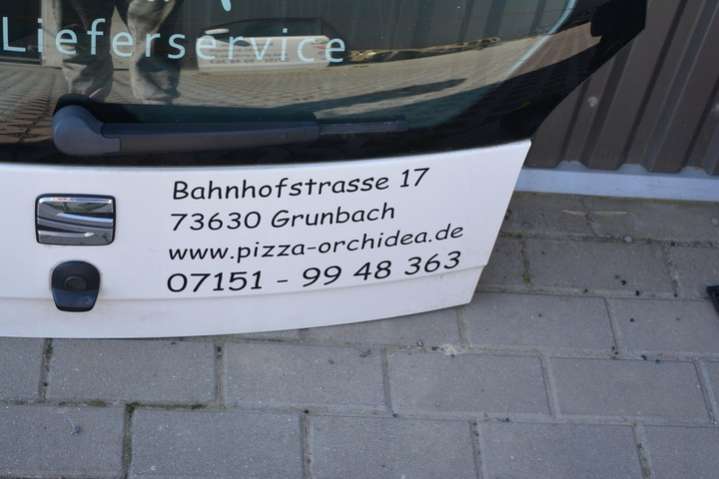 Lieferservice
Bahnhofstrasse 17
73630 Grunbach
www.pizza-orchidea.de
07151 - 99 48 363